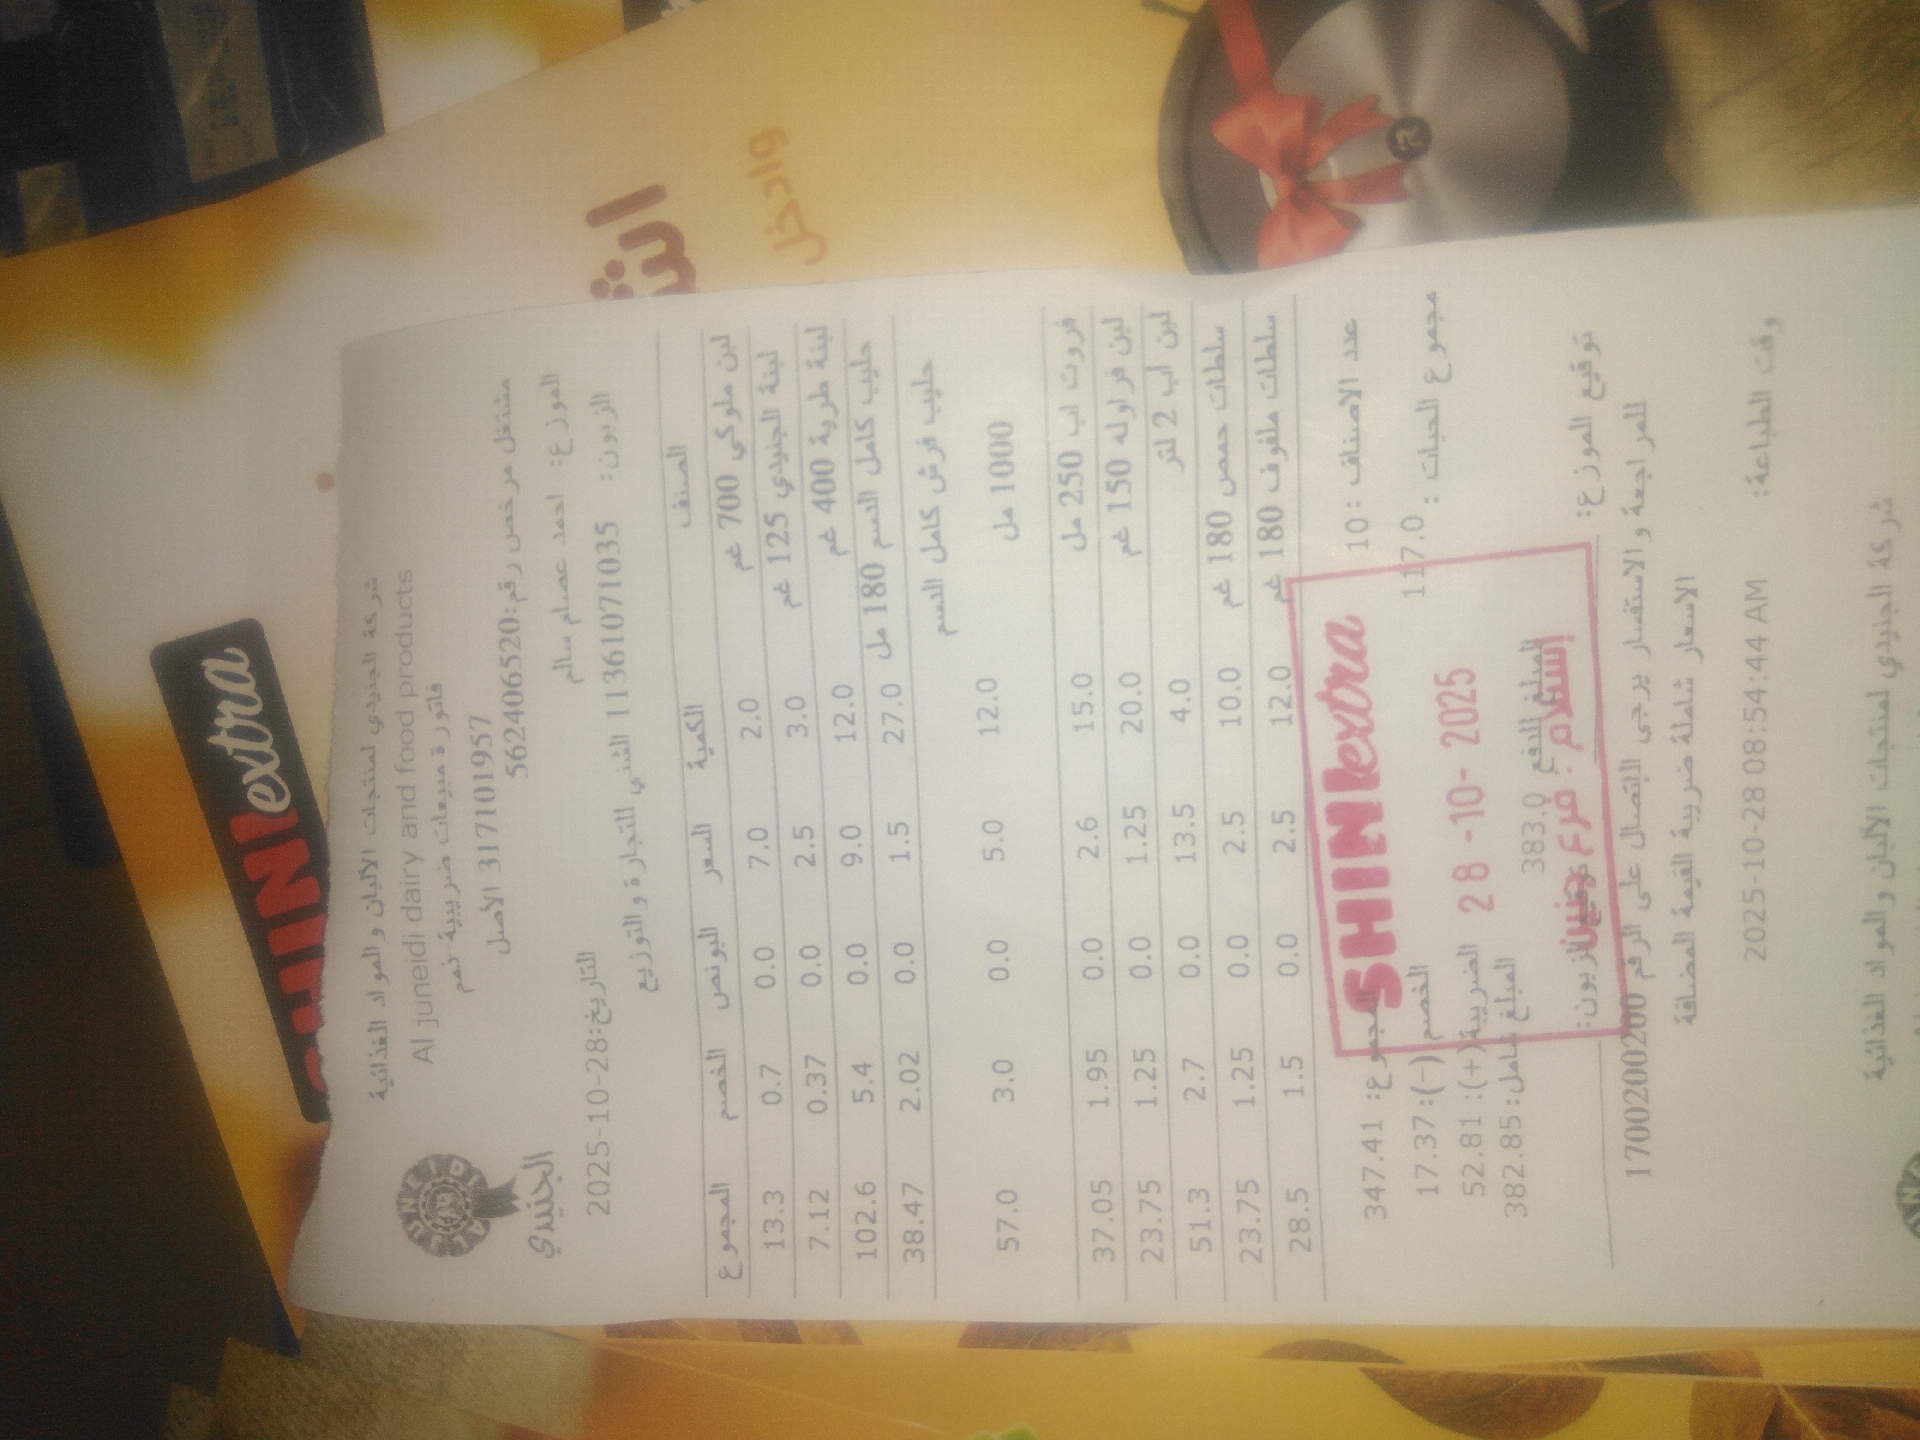 SHINI extra
الش
وادخل
شركة الجنيدي لمنتجات الألبان والمواد الغذائية
Al juneidi dairy and food products
فاتورة مبيعات ضريبية-ذمم
317101957 الأصل
مشتغل مرخص رقم:562406520
الجنيدي
الموزع: احمد عصام سالم
التاريخ:2025-10-28
الزبون: 11361071035 الشني للتجارة و التوزيع
الصنف الكمية السعر البونص الخصم المجموع
لبن ملوكي 700 غم 2.0 7.0 0.0 0.7 13.3
لبنة الجنيدي 125 غم 3.0 2.5 0.0 0.37 7.12
لبنة طرية 400 غم 12.0 9.0 0.0 5.4 102.6
حليب كامل الدسم 180 مل 27.0 1.5 0.0 2.02 38.47
حليب فرش كامل الدسم 1000 مل 12.0 5.0 0.0 3.0 57.0
فروت اب 250 مل 15.0 2.6 0.0 1.95 37.05
لبن فراوله 150 غم 20.0 1.25 0.0 1.25 23.75
لبن اب 2 لتر 4.0 13.5 0.0 2.7 51.3
سلطات حمص 180 غم 10.0 2.5 0.0 1.25 23.75
سلطات ملفوف 180 غم 12.0 2.5 0.0 1.5 28.5
عدد الاصناف : 10
المجموع: 347.41
مجموع الحبات : 117.0
الخصم (-): 17.37
الضريبة(+): 52.81
المبلغ شامل: 382.85
المبلغ للدفع 383.0
SHINI extra
28 -10- 2025
إستلام : فرع جنين
توقيع الموزع:
توقيع الزبون:
للمراجعة و الاستفسار يرجى الاتصال على الرقم 1700200200
الاسعار شاملة ضريبة القيمة المضافة
وقت الطباعة: 2025-10-28 08:54:44 AM
شركة الجنيدي لمنتجات الألبان والمواد الغذائية